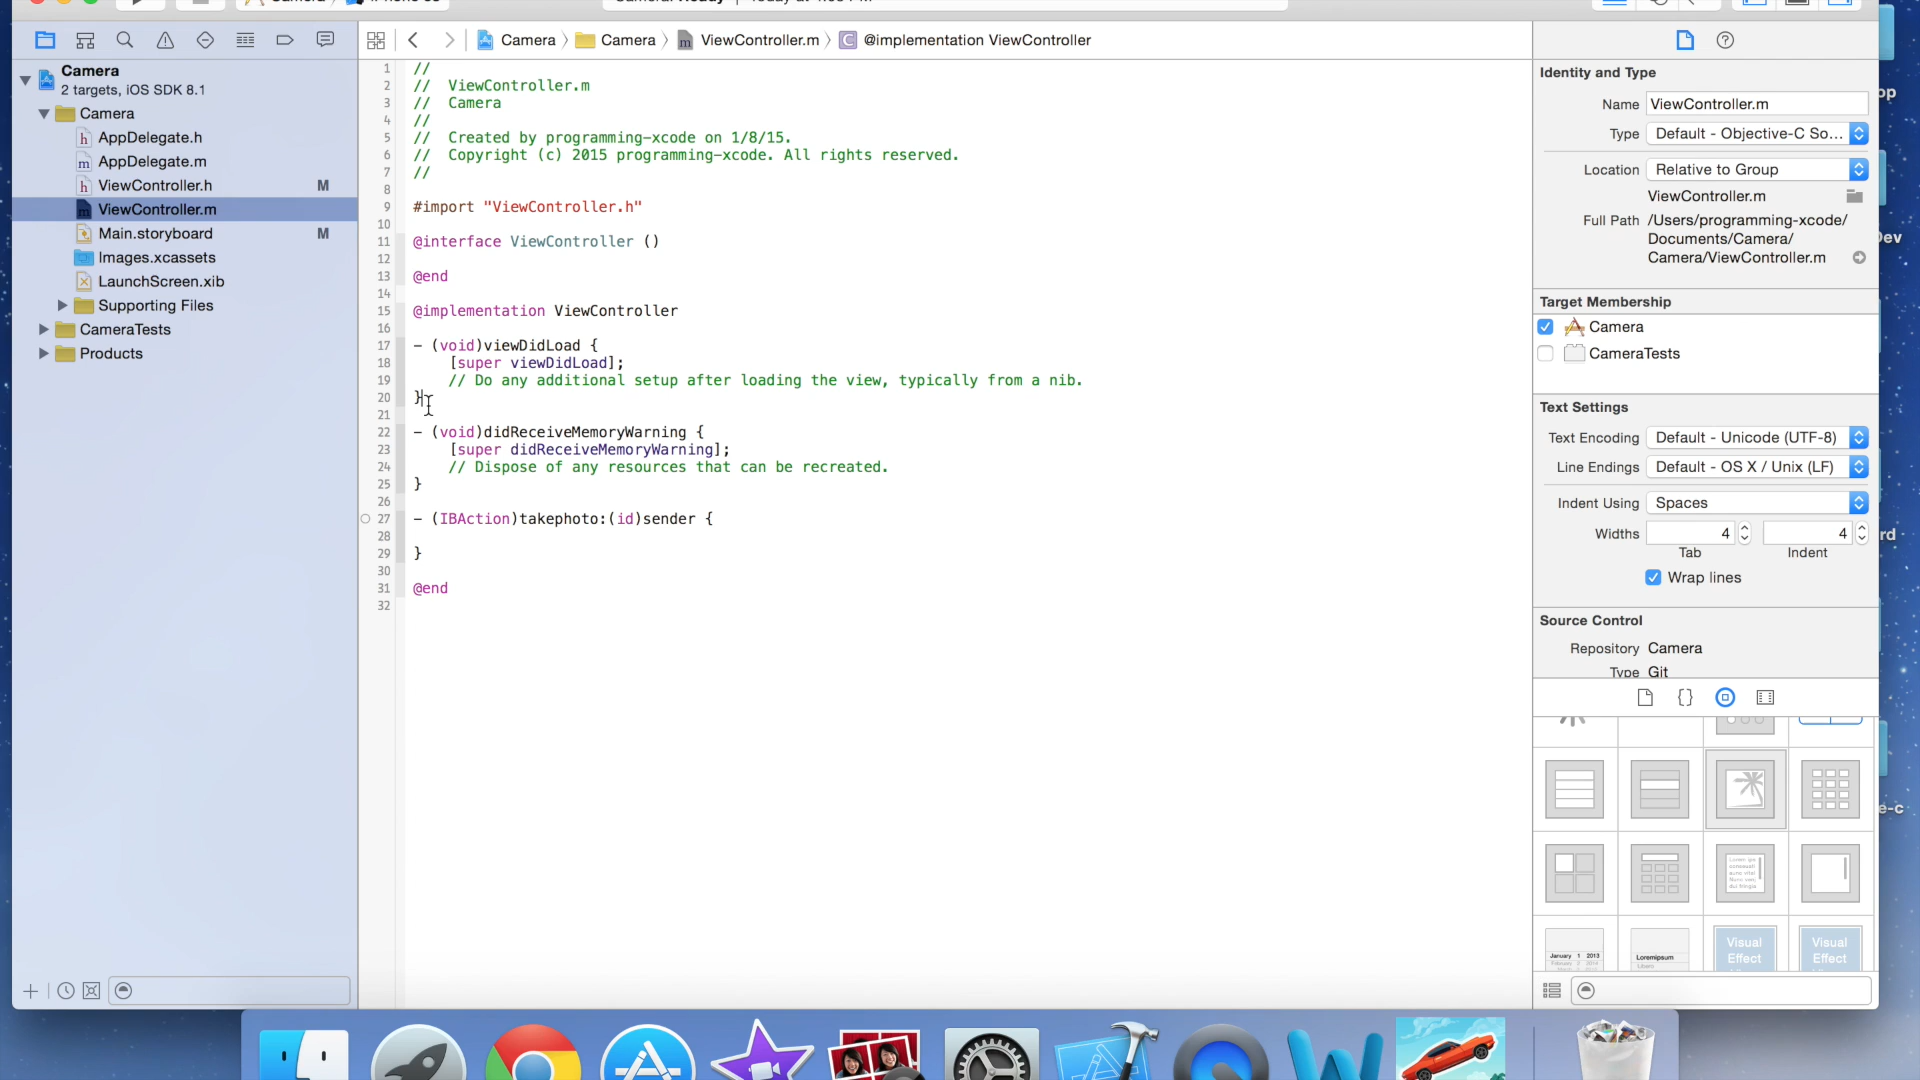 Camera 〉 Camera 〉 ViewController.m 〉 @implementation ViewController
Camera
2 targets, iOS SDK 8.1
Camera
AppDelegate.h
AppDelegate.m
ViewController.h M
ViewController.m
Main.storyboard M
Images.xcassets
LaunchScreen.xib
Supporting Files
CameraTests
Products
1 //
2 // ViewController.m
3 // Camera
4 //
5 // Created by programming-xcode on 1/8/15.
6 // Copyright (c) 2015 programming-xcode. All rights reserved.
7 //
8
9 #import "ViewController.h"
10
11 @interface ViewController ()
12
13 @end
14
15 @implementation ViewController
16
17 - (void)viewDidLoad {
18 [super viewDidLoad];
19 // Do any additional setup after loading the view, typically from a nib.
20 }
21
22 - (void)didReceiveMemoryWarning {
23 [super didReceiveMemoryWarning];
24 // Dispose of any resources that can be recreated.
25 }
26
27 - (IBAction)takephoto:(id)sender {
28
29 }
30
31 @end
32
Identity and Type
Name ViewController.m
Type Default - Objective-C So...
Location Relative to Group
ViewController.m
Full Path /Users/programming-xcode/
Documents/Camera/
Camera/ViewController.m
Target Membership
Camera
CameraTests
Text Settings
Text Encoding Default - Unicode (UTF-8)
Line Endings Default - OS X / Unix (LF)
Indent Using Spaces
Widths 4 4
Tab Indent
Wrap lines
Source Control
Repository Camera
Type Git
{}
January 1 2013
Loremipsum
Visual
Effect
Visual
Effect
op
Dev
rd
e-c